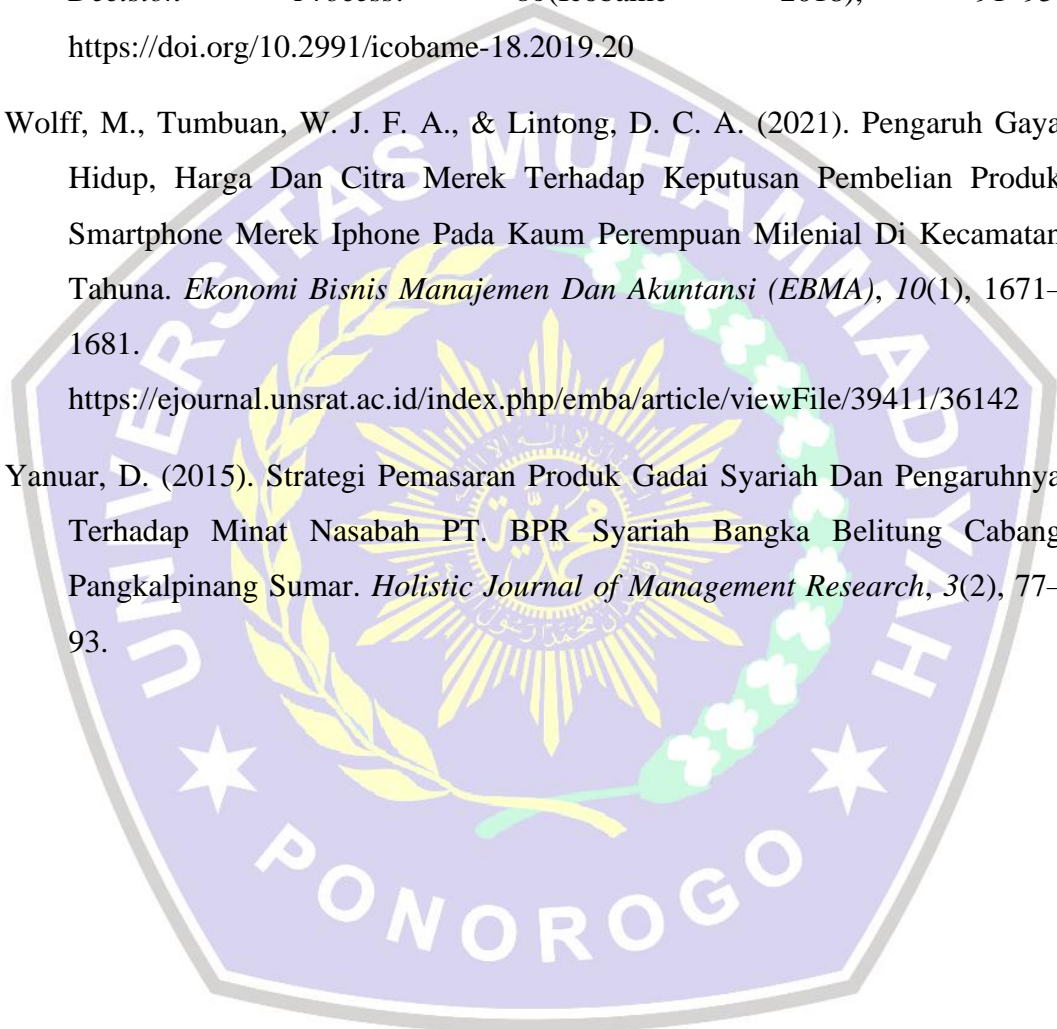 https://doi.org/10.2991/icobame-18.2019.20
Wolff, M., Tumbuan, W. J. F. A., & Lintong, D. C. A. (2021). Pengaruh Gaya
Hidup, Harga Dan Citra Merek Terhadap Keputusan Pembelian Produk
Smartphone Merek Iphone Pada Kaum Perempuan Milenial Di Kecamatan
Tahuna. Ekonomi Bisnis Manajemen Dan Akuntansi (EBMA), 10(1), 1671–
1681.
https://ejournal.unsrat.ac.id/index.php/emba/article/viewFile/39411/36142
Yanuar, D. (2015). Strategi Pemasaran Produk Gadai Syariah Dan Pengaruhnya
Terhadap Minat Nasabah PT. BPR Syariah Bangka Belitung Cabang
Pangkalpinang Sumar. Holistic Journal of Management Research, 3(2), 77–
93.
UNIVERSITAS MUHAMMADIYAH
PONOROGO